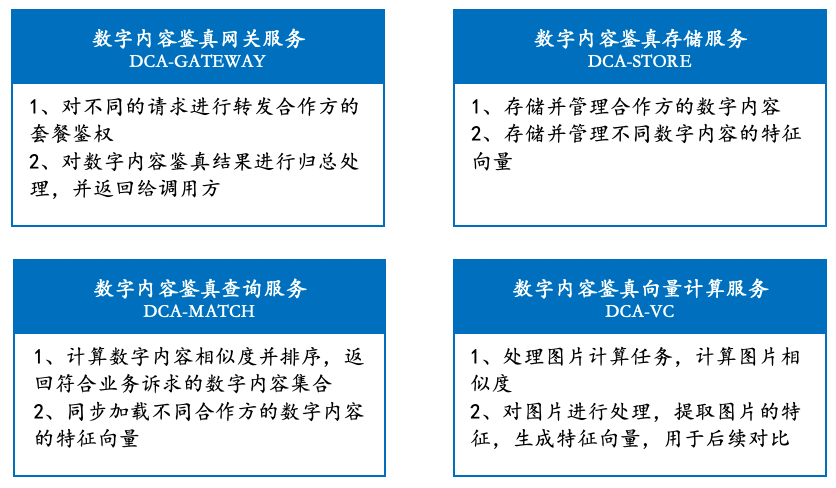 数字内容鉴真网关服务
DCA-GATEWAY
1、对不同的请求进行转发合作方的
套餐鉴权
2、对数字内容鉴真结果进行归总处
理，并返回给调用方
数字内容鉴真存储服务
DCA-STORE
1、存储并管理合作方的数字内容
2、存储并管理不同数字内容的特征
向量
数字内容鉴真查询服务
DCA-MATCH
1、计算数字内容相似度并排序，返
回符合业务诉求的数字内容集合
2、同步加载不同合作方的数字内容
的特征向量
数字内容鉴真向量计算服务
DCA-VC
1、处理图片计算任务，计算图片相
似度
2、对图片进行处理，提取图片的特
征，生成特征向量，用于后续对比